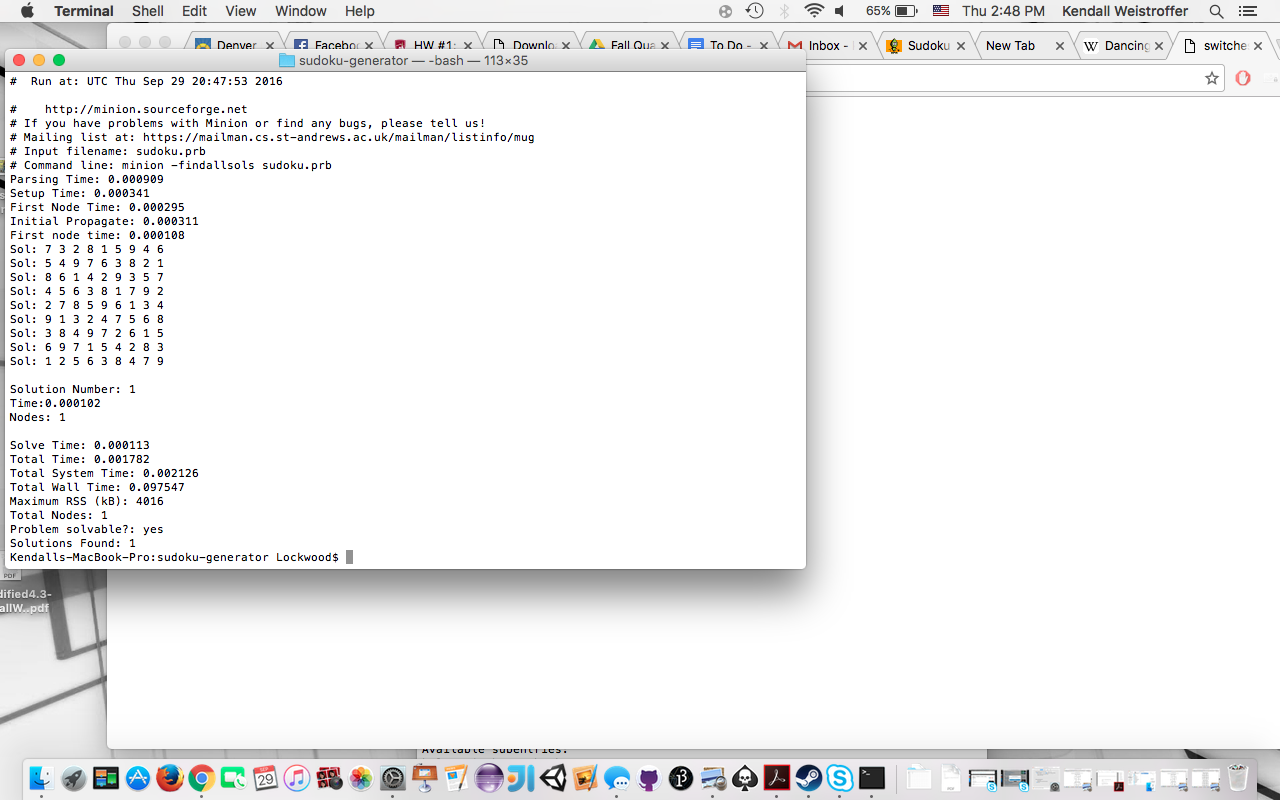 Terminal Shell Edit View Window Help 65% Thu 2:48 PM Kendall Weistroffer
Denver Facebo HW #1: Downlo Fall Qua To Do - Inbox - Sudoku New Tab Dancing switche
sudoku-generator — -bash — 113×35
#  Run at: UTC Thu Sep 29 20:47:53 2016
#    http://minion.sourceforge.net
# If you have problems with Minion or find any bugs, please tell us!
# Mailing list at: https://mailman.cs.st-andrews.ac.uk/mailman/listinfo/mug
# Input filename: sudoku.prb
# Command line: minion -findallsols sudoku.prb
Parsing Time: 0.000909
Setup Time: 0.000341
First Node Time: 0.000295
Initial Propagate: 0.000311
First node time: 0.000108
Sol: 7 3 2 8 1 5 9 4 6
Sol: 5 4 9 7 6 3 8 2 1
Sol: 8 6 1 4 2 9 3 5 7
Sol: 4 5 6 3 8 1 7 9 2
Sol: 2 7 8 5 9 6 1 3 4
Sol: 9 1 3 2 4 7 5 6 8
Sol: 3 8 4 9 7 2 6 1 5
Sol: 6 9 7 1 5 4 2 8 3
Sol: 1 2 5 6 3 8 4 7 9
Solution Number: 1
Time:0.000102
Nodes: 1
Solve Time: 0.000113
Total Time: 0.001782
Total System Time: 0.002126
Total Wall Time: 0.097547
Maximum RSS (kB): 4016
Total Nodes: 1
Problem solvable?: yes
Solutions Found: 1
Kendalls-MacBook-Pro:sudoku-generator Lockwood$
PDF
dified4.3-
allW..pdf
Available subentries:
29